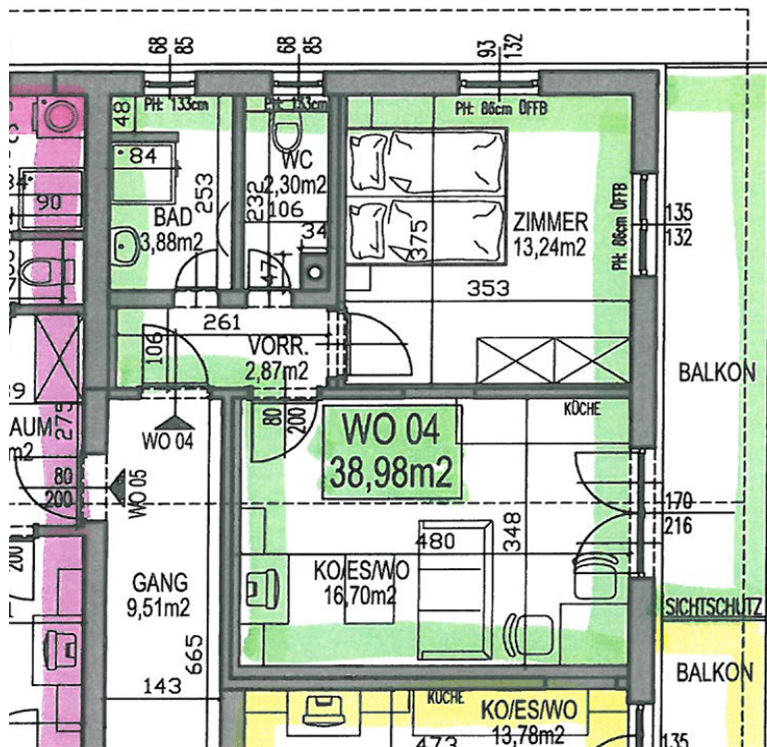 68
85
68
85
93
132
PH: 133cm
PH: 133cm
PH: 86cm ÖFFB
48
84
253
BAD
3,88m2
WC
2,30m2
232
106
34
47
375
ZIMMER
13,24m2
PH: 86cm ÖFFB
135
132
353
90
261
106
VORR.
2,87m2
BALKON
275
AUM
m2
80
200
WO 04
WO 05
80
200
KÜCHE
WO 04
38,98m2
170
216
480
348
KO/ES/WO
16,70m2
GANG
9,51m2
SICHTSCHUTZ
665
143
200
BALKON
KÜCHE
KO/ES/WO
13,78m2
473
135